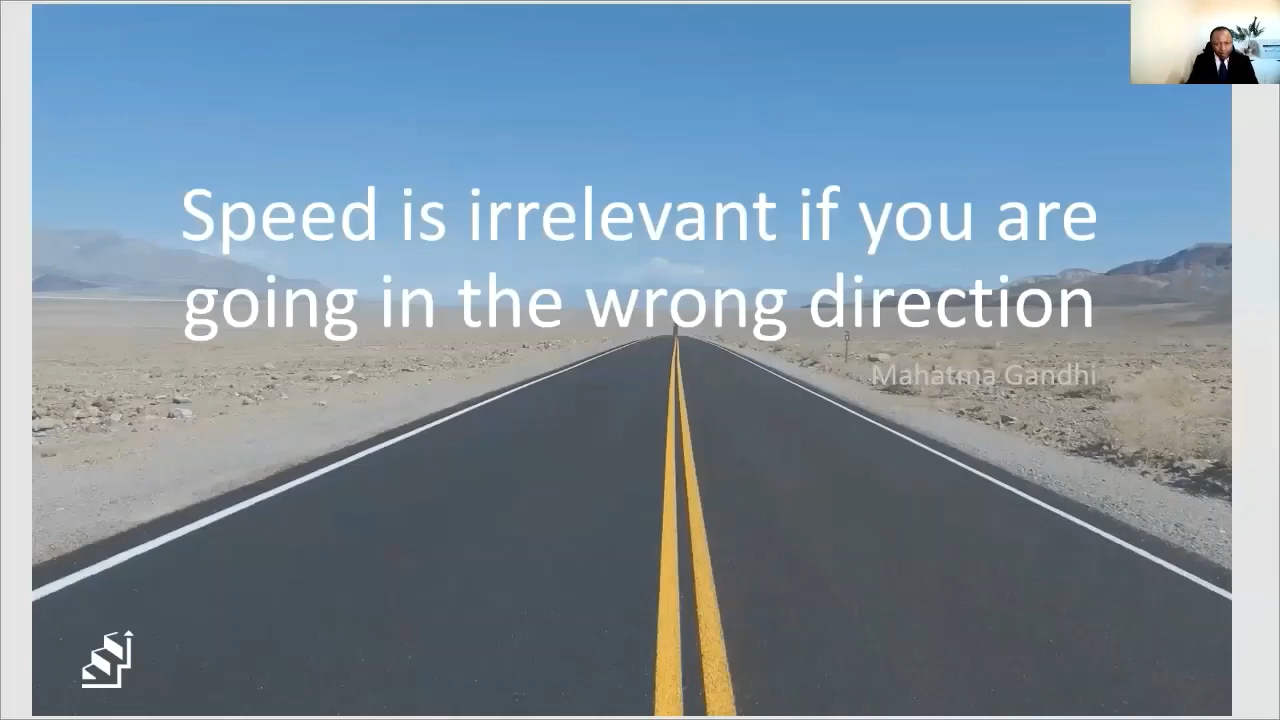 Speed is irrelevant if you are
going in the wrong direction
Mahatma Gandhi